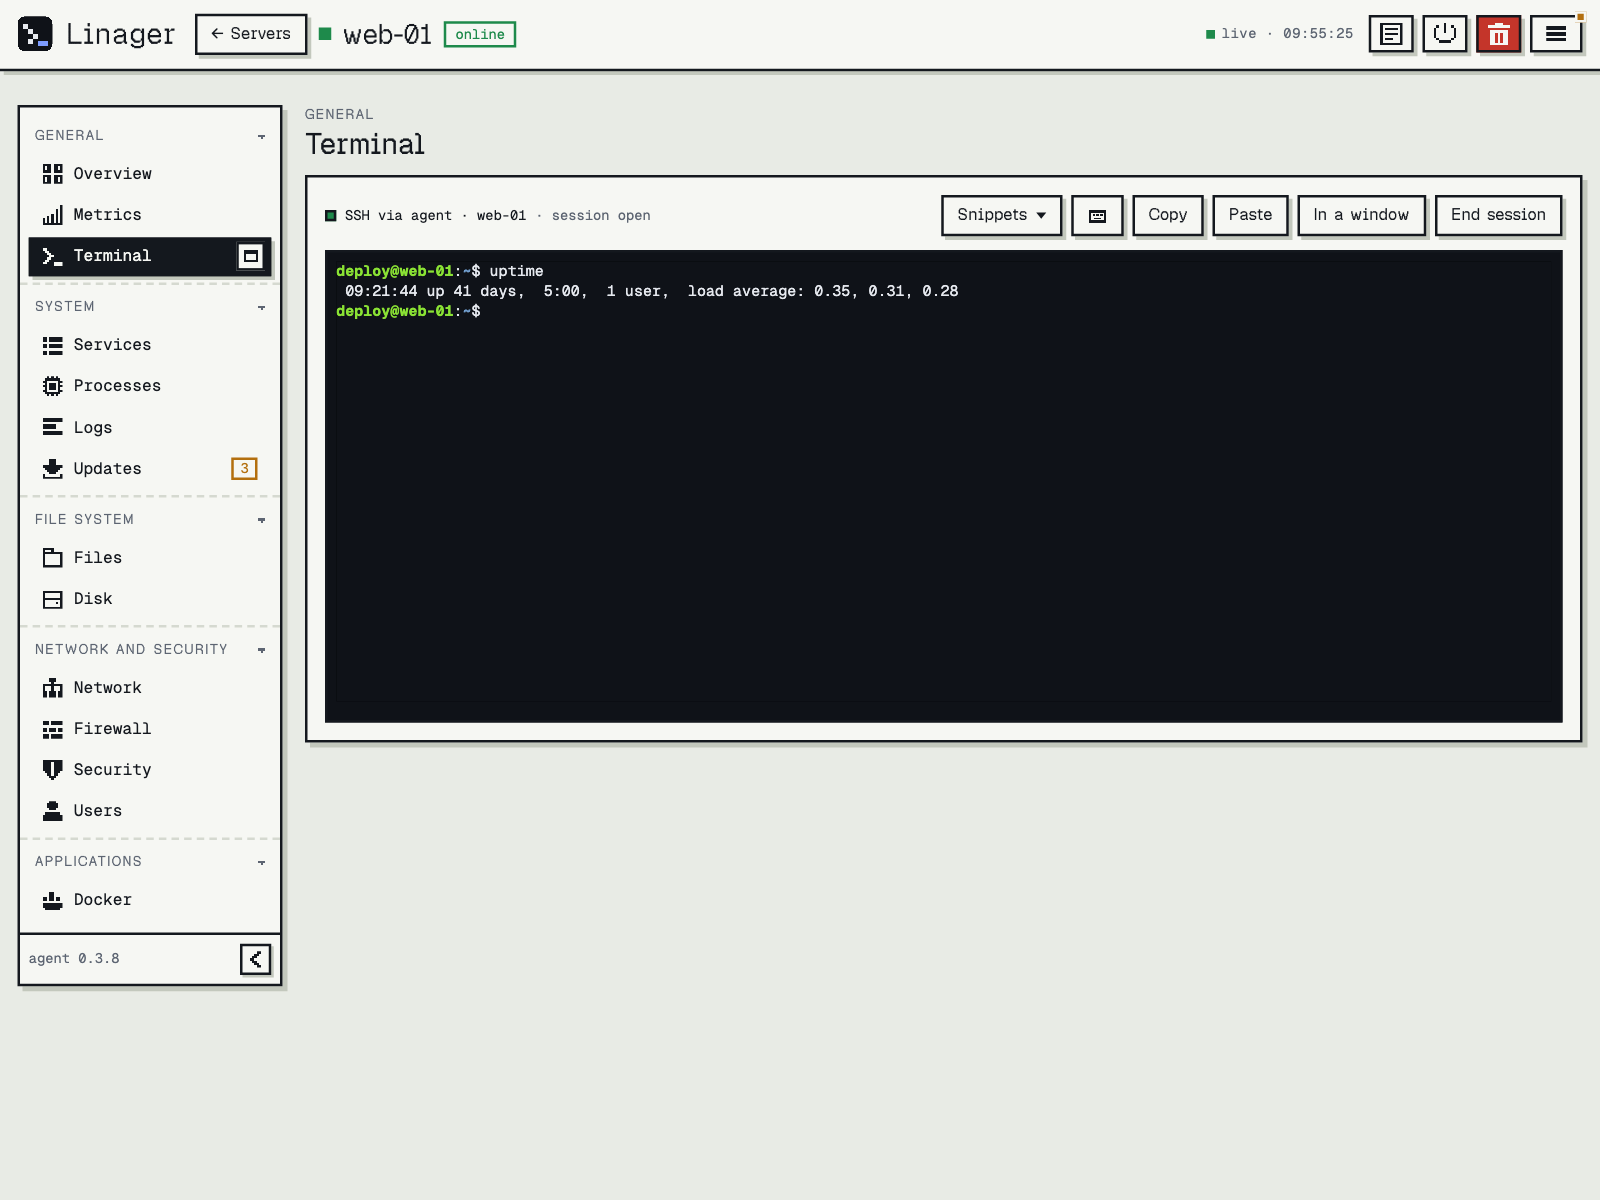 Linager
← Servers
web-01
online
live · 09:55:25
GENERAL
Overview
Metrics
Terminal
SYSTEM
Services
Processes
Logs
Updates
3
FILE SYSTEM
Files
Disk
NETWORK AND SECURITY
Network
Firewall
Security
Users
APPLICATIONS
Docker
agent 0.3.8
GENERAL
Terminal
SSH via agent · web-01 · session open
Snippets
Copy
Paste
In a window
End session
deploy@web-01:~$ uptime
09:21:44 up 41 days,  5:00,  1 user,  load average: 0.35, 0.31, 0.28
deploy@web-01:~$